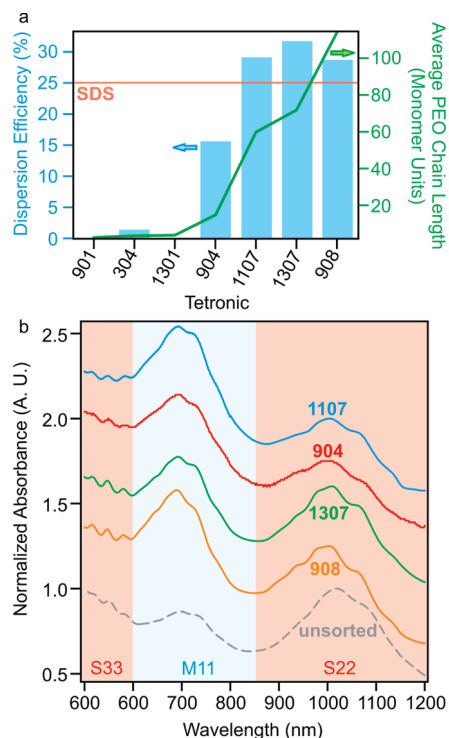 a
Dispersion Efficiency (%)
30
25
20
15
10
5
0
SDS
100
80
60
40
20
Average PEO Chain Length
(Monomer Units)
901 304 1301 904 1107 1307 908
Tetronic
b
Normalized Absorbance (A. U.)
2.5
2.0
1.5
1.0
0.5
1107
904
1307
908
unsorted
S33 M11 S22
600 600 700 800 900 1000 1100 1200
Wavelength (nm)